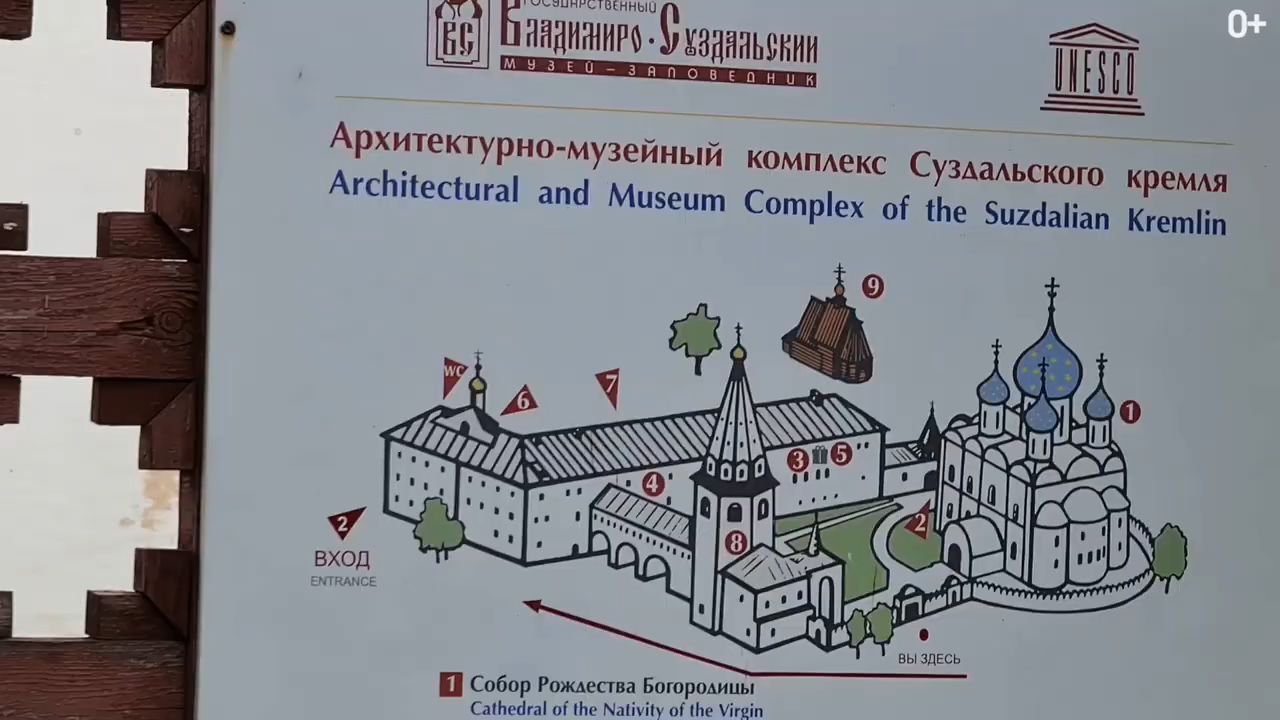 0+
ГОСУДАРСТВЕННЫЙ
ВС
Владимиро·Суздальский
МУЗЕЙ-ЗАПОВЕДНИК
UNESCO
Архитектурно-музейный комплекс Суздальского кремля
Architectural and Museum Complex of the Suzdalian Kremlin
9
WC
6
7
1
3
5
4
2
2
8
ВХОД
ENTRANCE
ВЫ ЗДЕСЬ
1 Собор Рождества Богородицы
Cathedral of the Nativity of the Virgin